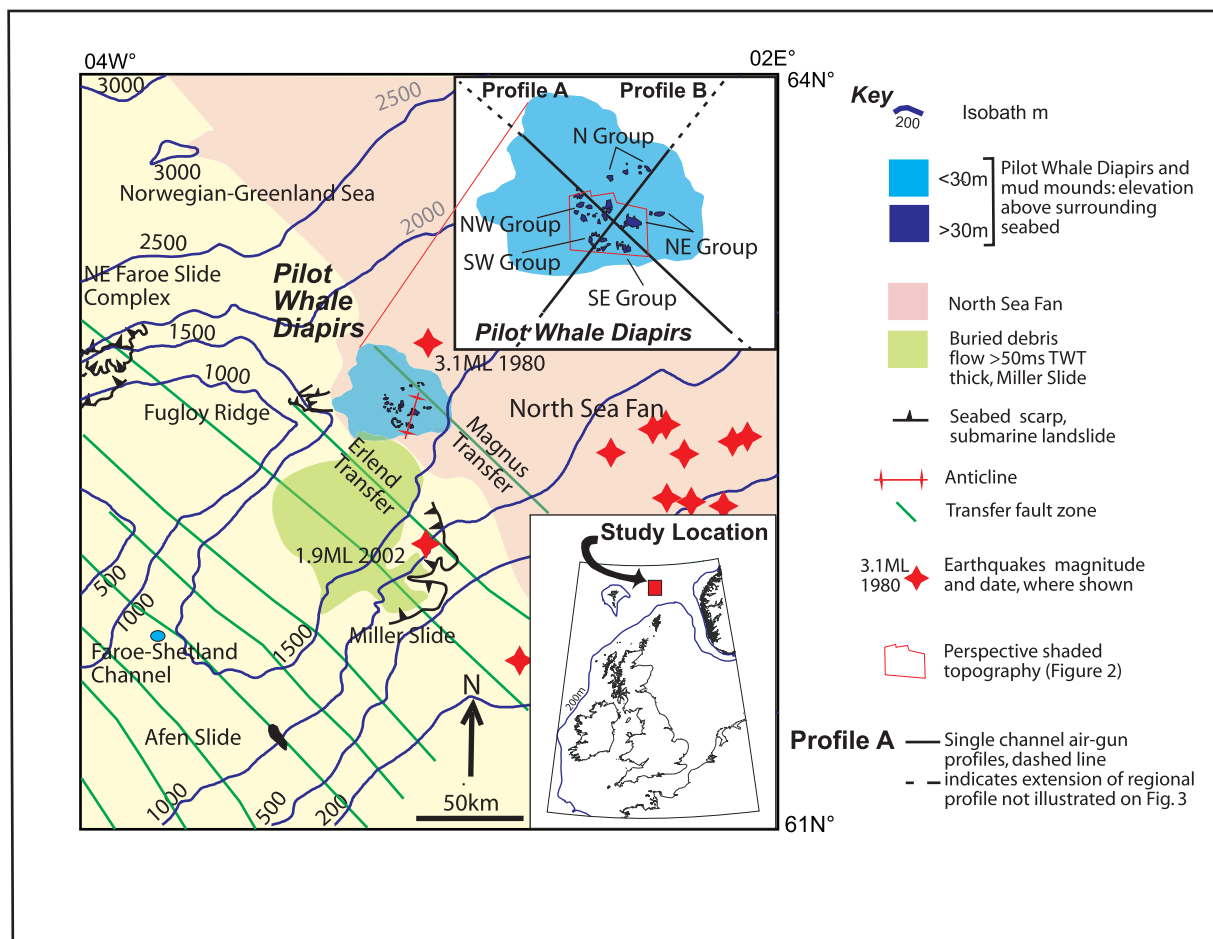 04W°
02E°
64N°
61N°
3000
2500
3000
Norwegian-Greenland Sea
2000
2500
NE Faroe Slide
Complex
Pilot
Whale
Diapirs
1500
1000
Fugloy Ridge
3.1ML 1980
North Sea Fan
Magnus
Transfer
Erlend
Transfer
1.9ML 2002
500
1000
Faroe-Shetland
Channel
1500
Miller Slide
Afen Slide
N
50km
1000
500
200
Profile A
Profile B
N Group
NW Group
NE Group
SW Group
SE Group
Pilot Whale Diapirs
Study Location
200m
Key
200
Isobath m
<30m
>30m
Pilot Whale Diapirs and
mud mounds: elevation
above surrounding
seabed
North Sea Fan
Buried debris
flow >50ms TWT
thick, Miller Slide
Seabed scarp,
submarine landslide
Anticline
Transfer fault zone
3.1ML
1980
Earthquakes magnitude
and date, where shown
Perspective shaded
topography (Figure 2)
Profile A
Single channel air-gun
profiles, dashed line
indicates extension of regional
profile not illustrated on Fig. 3